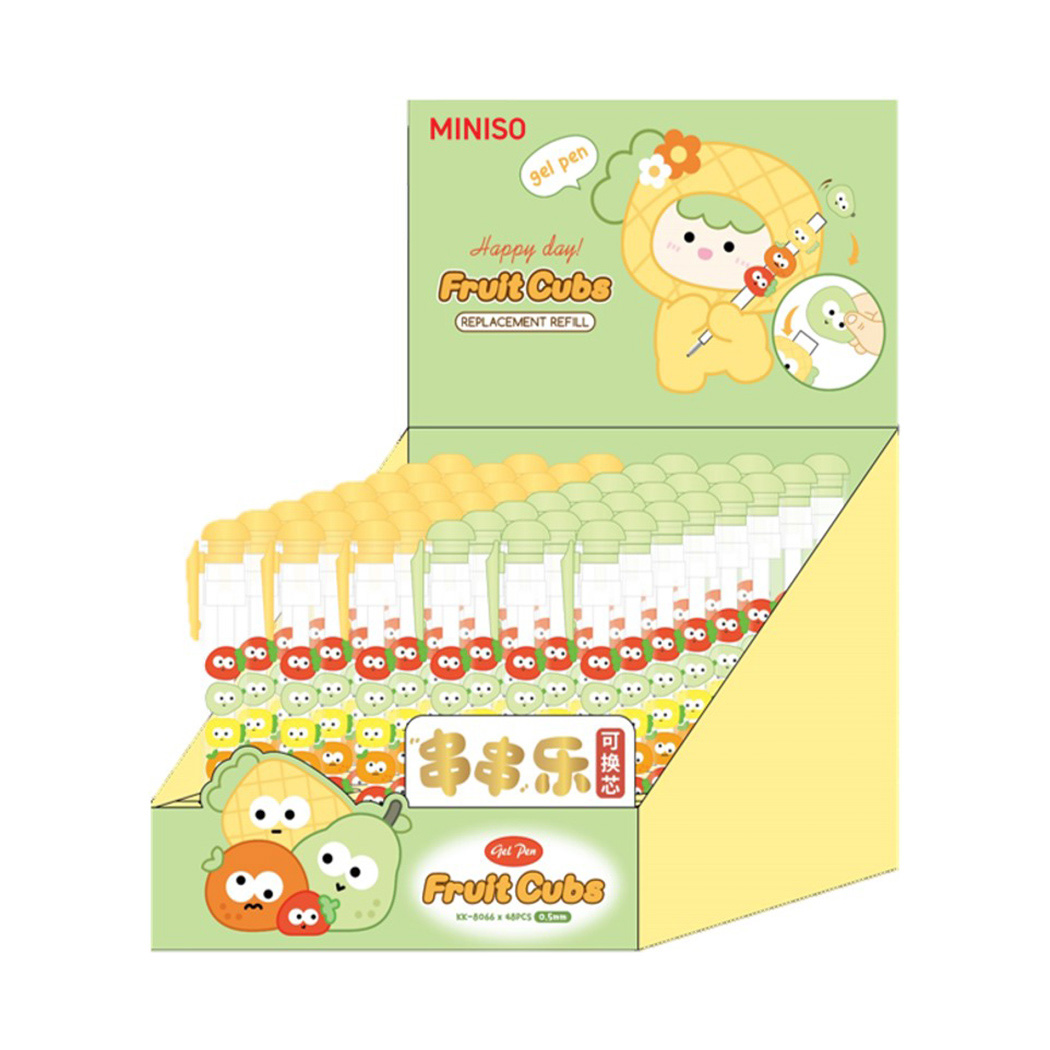 MINISO
gel pen
Happy day!
Fruit Cubs
REPLACEMENT REFILL
串串乐
可换芯
Gel Pen
Fruit Cubs
KK-8066 x 48PCS 0.5mm